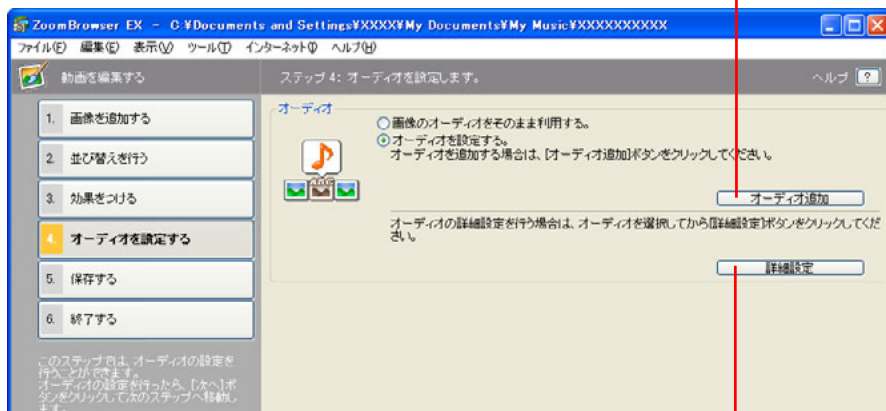 ZoomBrowser EX - C:¥Documents and Settings¥XXXX¥My Documents¥My Music¥XXXXXXXXXX
ファイル(F) 編集(E) 表示(V) ツール(T) インターネット(I) ヘルプ(H)
動画を編集する
ステップ 4: オーディオを設定します。
ヘルプ ?
1. 画像を追加する
2. 並び替えを行う
3. 効果をつける
4. オーディオを設定する
5. 保存する
6. 終了する
このステップでは、オーディオの設定を
行うことができます。
オーディオの設定を行ったら、[次へ]ボ
タンをクリックして次のステップへ移動し
ます。
オーディオ
画像のオーディオをそのまま利用する。
オーディオを設定する。
オーディオを追加する場合は、[オーディオ追加]ボタンをクリックしてください。
オーディオ追加
オーディオの詳細設定を行う場合は、オーディオを選択してから[詳細設定]ボタンをクリックしてくだ
さい。
詳細設定